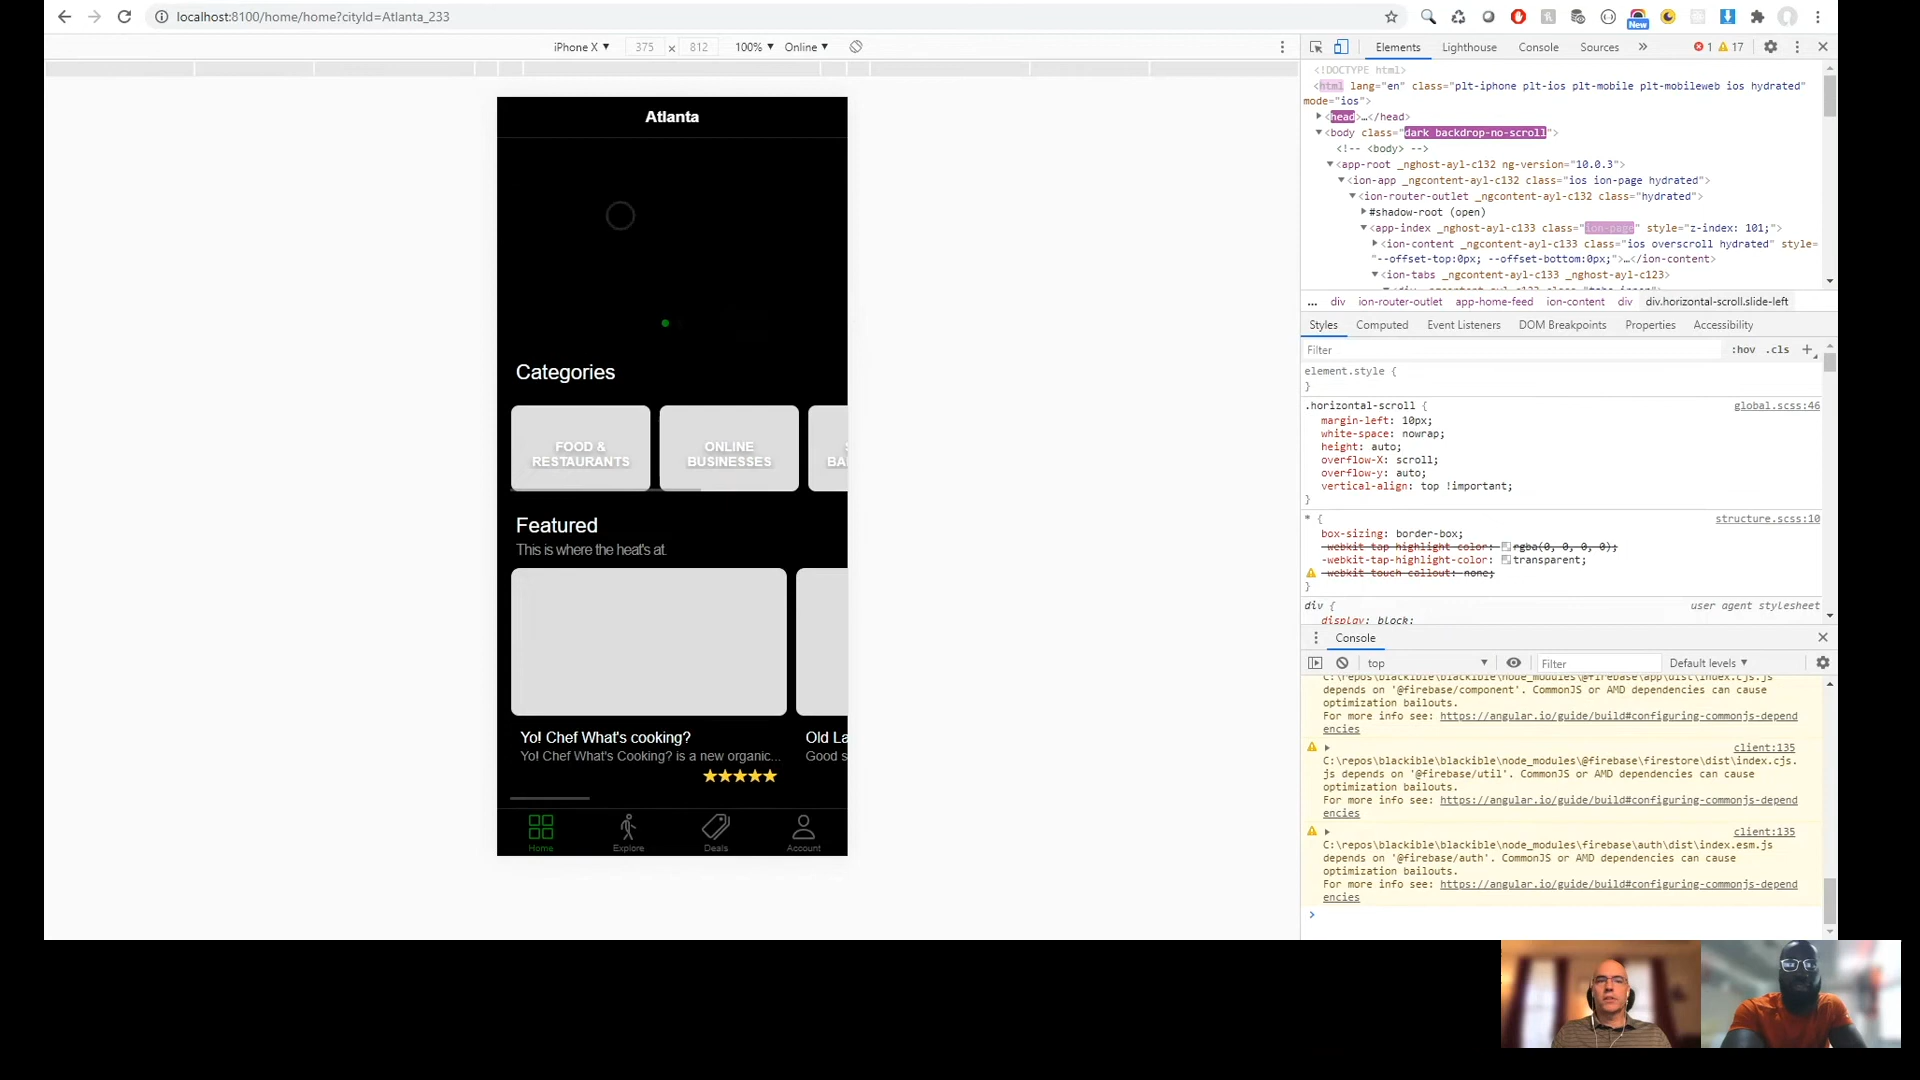 localhost:8100/home/home?cityId=Atlanta_233
New
iPhone X ▼ 375 x 812 100% ▼ Online ▼
Elements Lighthouse Console Sources » 1 17
Atlanta
Categories
FOOD &
RESTAURANTS
ONLINE
BUSINESSES
BA
Featured
This is where the heat's at.
Yo! Chef What's cooking?
Yo! Chef What's Cooking? is a new organic...
Old La
Good s
Home Explore Deals Account
<!DOCTYPE html>
<html lang="en" class="plt-iphone plt-ios plt-mobile plt-mobileweb ios hydrated"
mode="ios">
<head>…</head>
<body class="dark backdrop-no-scroll">
<!-- <body> -->
<app-root _nghost-ayl-c132 ng-version="10.0.3">
<ion-app _ngcontent-ayl-c132 class="ios ion-page hydrated">
<ion-router-outlet _ngcontent-ayl-c132 class="hydrated">
#shadow-root (open)
<app-index _nghost-ayl-c133 class="ion-page" style="z-index: 101;">
<ion-content _ngcontent-ayl-c133 class="ios overscroll hydrated" style=
"--offset-top:0px; --offset-bottom:0px;">…</ion-content>
<ion-tabs _ngcontent-ayl-c133 _nghost-ayl-c123>
... div ion-router-outlet app-home-feed ion-content div div.horizontal-scroll.slide-left
Styles Computed Event Listeners DOM Breakpoints Properties Accessibility
Filter :hov .cls +
element.style {
}
.horizontal-scroll { global.scss:46
margin-left: 10px;
white-space: nowrap;
height: auto;
overflow-X: scroll;
overflow-y: auto;
vertical-align: top !important;
}
* { structure.scss:10
box-sizing: border-box;
-webkit-tap-highlight-color: rgba(0, 0, 0, 0);
-webkit-tap-highlight-color: transparent;
-webkit-touch-callout: none;
}
div { user agent stylesheet
display: block;
Console
top ▼ Filter Default levels ▼
C:\repos\blackible\blackible\node_modules\@firebase\app\dist\index.cjs.js
depends on '@firebase/component'. CommonJS or AMD dependencies can cause
optimization bailouts.
For more info see: https://angular.io/guide/build#configuring-commonjs-depend
encies
client:135
C:\repos\blackible\blackible\node_modules\@firebase\firestore\dist\index.cjs.
js depends on '@firebase/util'. CommonJS or AMD dependencies can cause
optimization bailouts.
For more info see: https://angular.io/guide/build#configuring-commonjs-depend
encies
client:135
C:\repos\blackible\blackible\node_modules\firebase\auth\dist\index.esm.js
depends on '@firebase/auth'. CommonJS or AMD dependencies can cause
optimization bailouts.
For more info see: https://angular.io/guide/build#configuring-commonjs-depend
encies